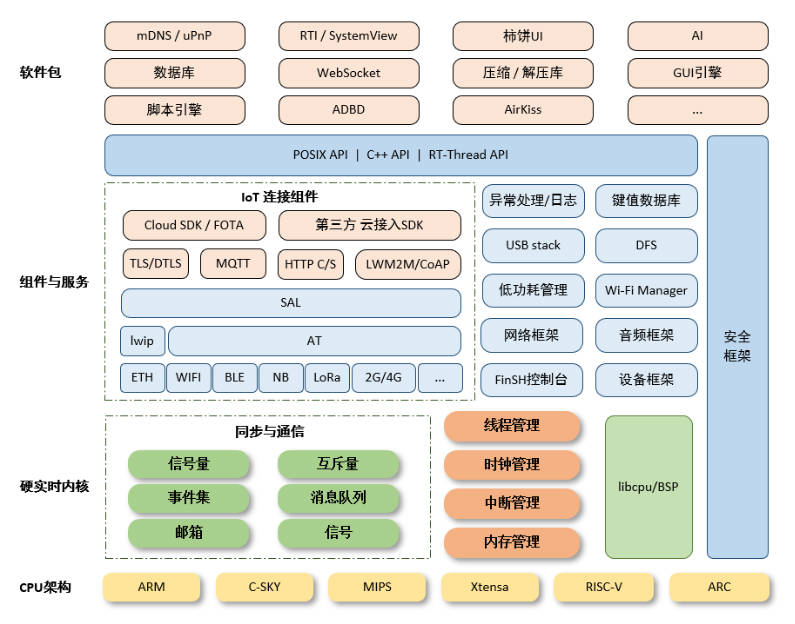 mDNS / uPnP
RTI / SystemView
柿饼UI
AI
软件包
数据库
WebSocket
压缩 / 解压库
GUI引擎
脚本引擎
ADBD
AirKiss
...
POSIX API | C++ API | RT-Thread API
IoT 连接组件
异常处理/日志
键值数据库
Cloud SDK / FOTA
第三方 云接入SDK
USB stack
DFS
TLS/DTLS
MQTT
HTTP C/S
LWM2M/CoAP
组件与服务
低功耗管理
Wi-Fi Manager
SAL
lwip
AT
网络框架
音频框架
安全
框架
ETH
WIFI
BLE
NB
LoRa
2G/4G
...
FinSH控制台
设备框架
同步与通信
线程管理
信号量
互斥量
时钟管理
硬实时内核
事件集
消息队列
中断管理
libcpu/BSP
邮箱
信号
内存管理
CPU架构
ARM
C-SKY
MIPS
Xtensa
RISC-V
ARC